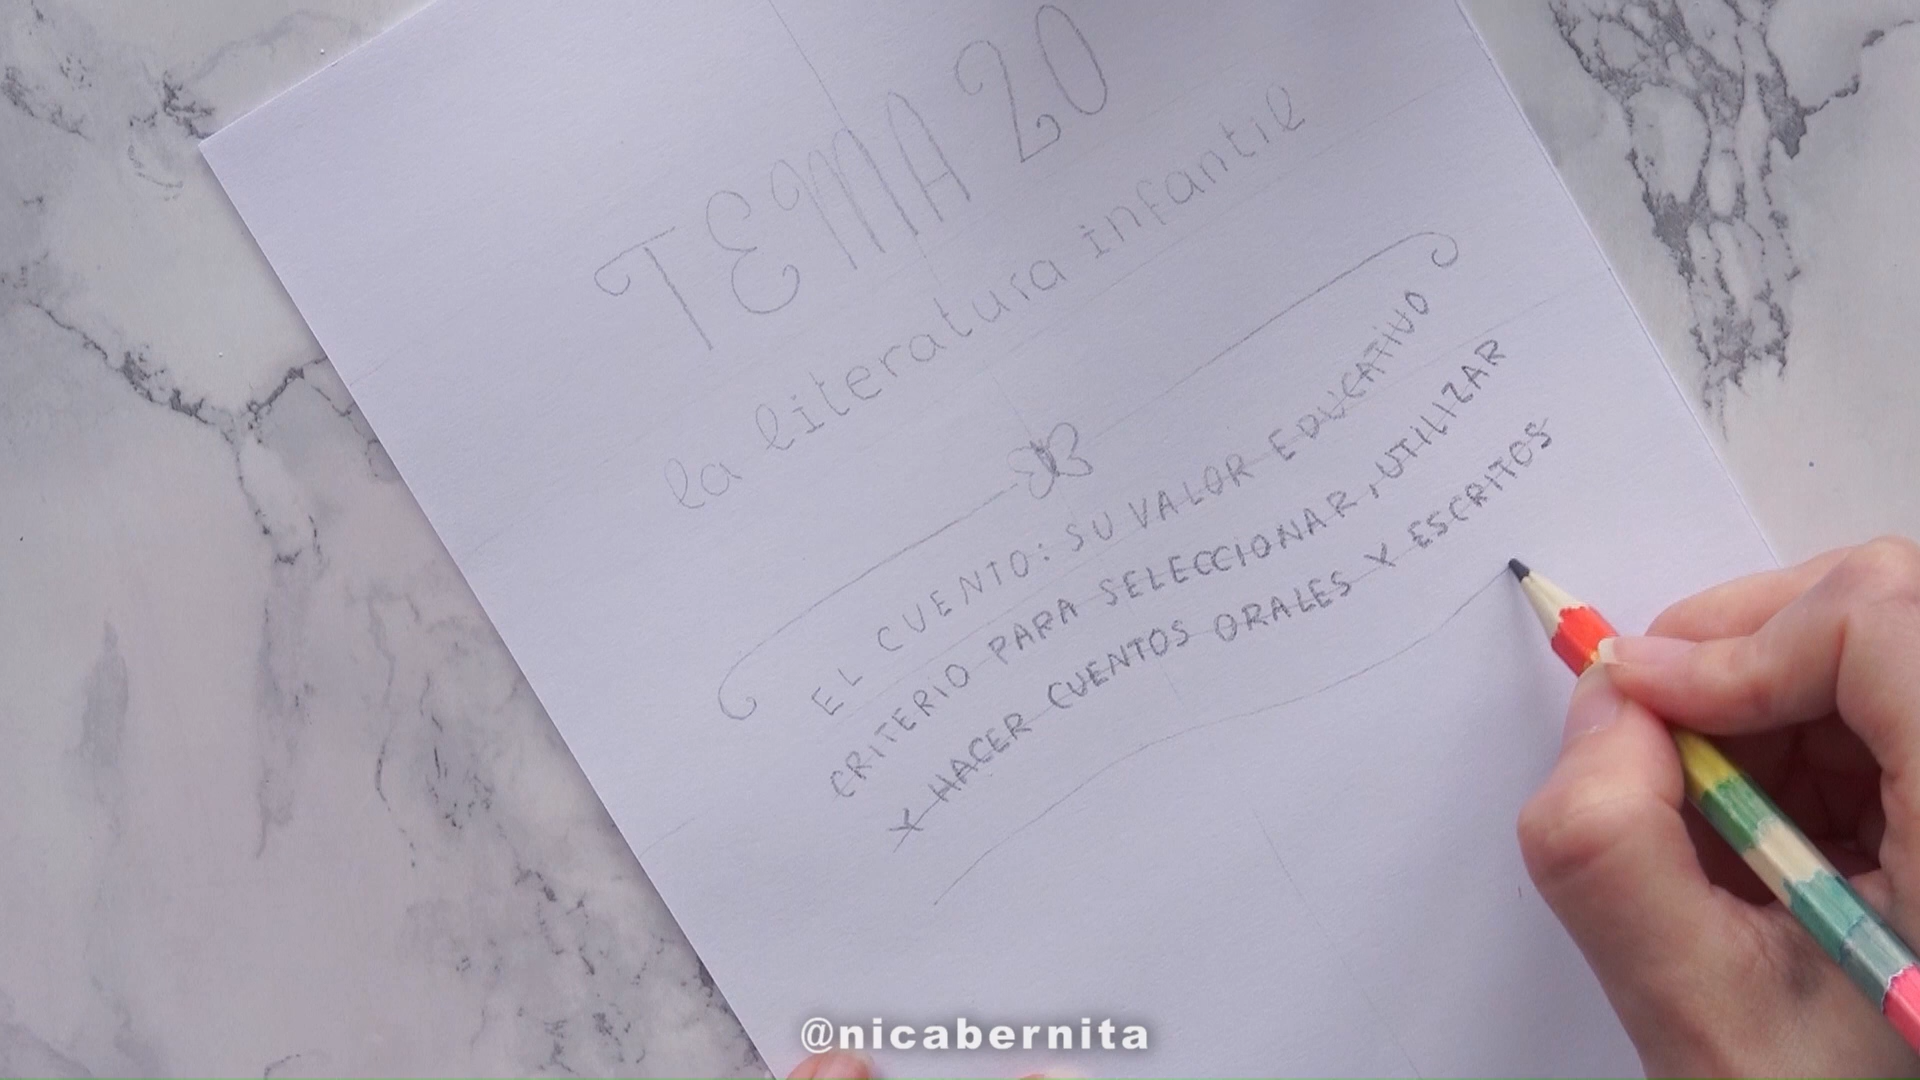 TEMA 20
la literatura infantil
EL CUENTO: SU VALOR EDUCATIVO
CRITERIO PARA SELECCIONAR, UTILIZAR
Y HACER CUENTOS ORALES Y ESCRITOS
@nicabernita